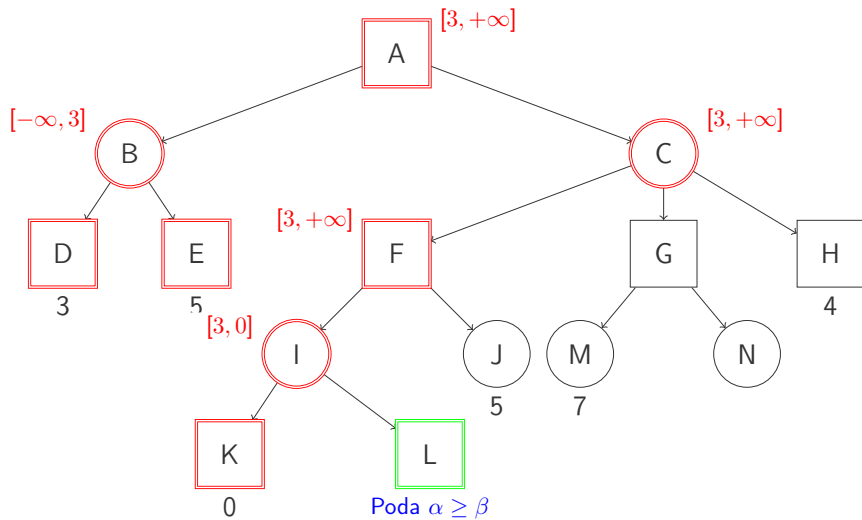 [3, +∞]
A
[−∞, 3]
B
[3, +∞]
C
D
3
E
5
[3, +∞]
F
G
H
4
[3, 0]
I
J
5
M
7
N
K
0
L
Poda α ≥ β